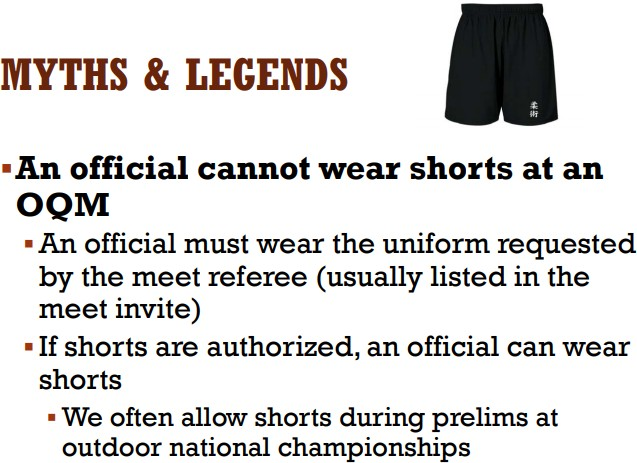 MYTHS & LEGENDS
柔
術
▪An official cannot wear shorts at an
OQM
▪An official must wear the uniform requested
by the meet referee (usually listed in the
meet invite)
▪If shorts are authorized, an official can wear
shorts
▪We often allow shorts during prelims at
outdoor national championships